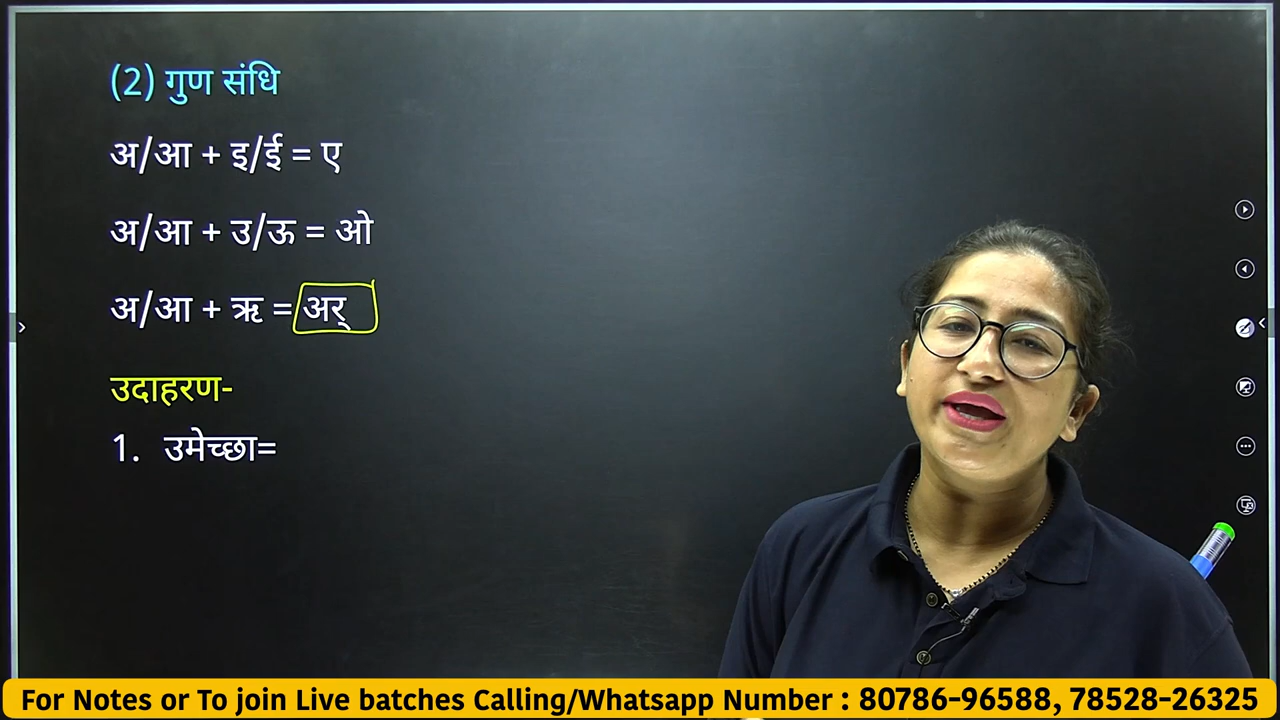 (2) गुण संधि
अ/आ + इ/ई = ए
अ/आ + उ/ऊ = ओ
अ/आ + ऋ = अर्
उदाहरण-
1. उमेच्छा=
For Notes or To join Live batches Calling/Whatsapp Number : 80786-96588, 78528-26325